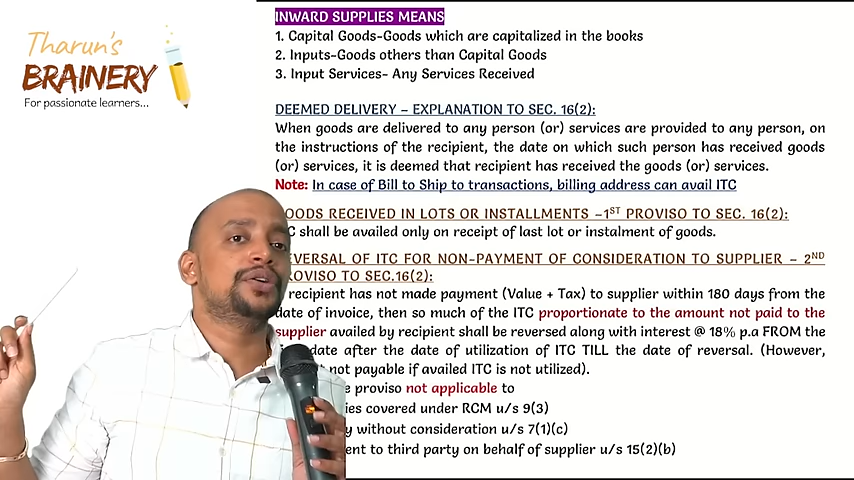 Tharun's
BRAINERY
For passionate learners...
INWARD SUPPLIES MEANS
1. Capital Goods-Goods which are capitalized in the books
2. Inputs-Goods others than Capital Goods
3. Input Services- Any Services Received
DEEMED DELIVERY – EXPLANATION TO SEC. 16(2):
When goods are delivered to any person (or) services are provided to any person, on
the instructions of the recipient, the date on which such person has received goods
(or) services, it is deemed that recipient has received the goods (or) services.
Note: In case of Bill to Ship to transactions, billing address can avail ITC
OODS RECEIVED IN LOTS OR INSTALLMENTS –1ST PROVISO TO SEC. 16(2):
C shall be availed only on receipt of last lot or instalment of goods.
EVERSAL OF ITC FOR NON-PAYMENT OF CONSIDERATION TO SUPPLIER – 2ND
ROVISO TO SEC.16(2):
recipient has not made payment (Value + Tax) to supplier within 180 days from the
date of invoice, then so much of the ITC proportionate to the amount not paid to the
supplier availed by recipient shall be reversed along with interest @ 18% p.a FROM the
date after the date of utilization of ITC TILL the date of reversal. (However,
not payable if availed ITC is not utilized).
e proviso not applicable to
ies covered under RCM u/s 9(3)
y without consideration u/s 7(1)(c)
ent to third party on behalf of supplier u/s 15(2)(b)